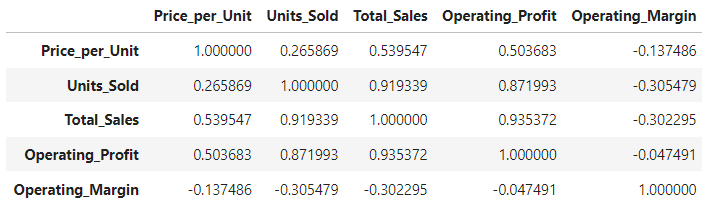 Price_per_Unit Units_Sold Total_Sales Operating_Profit Operating_Margin
Price_per_Unit 1.000000 0.265869 0.539547 0.503683 -0.137486
Units_Sold 0.265869 1.000000 0.919339 0.871993 -0.305479
Total_Sales 0.539547 0.919339 1.000000 0.935372 -0.302295
Operating_Profit 0.503683 0.871993 0.935372 1.000000 -0.047491
Operating_Margin -0.137486 -0.305479 -0.302295 -0.047491 1.000000